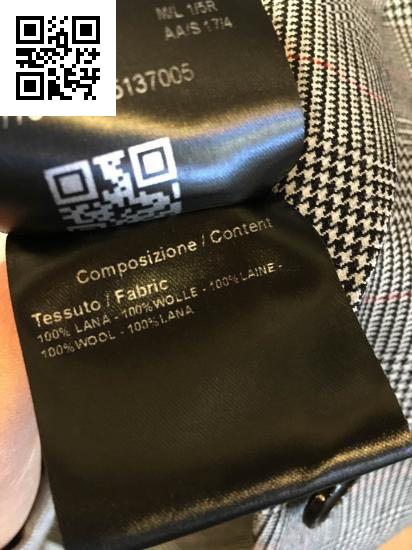 M/L 1/5R
AA/S 17/4
5137005
Composizione / Content
Tessuto / Fabric
100% LANA - 100%WOLLE - 100%LAINE -
100%WOOL - 100%LANA